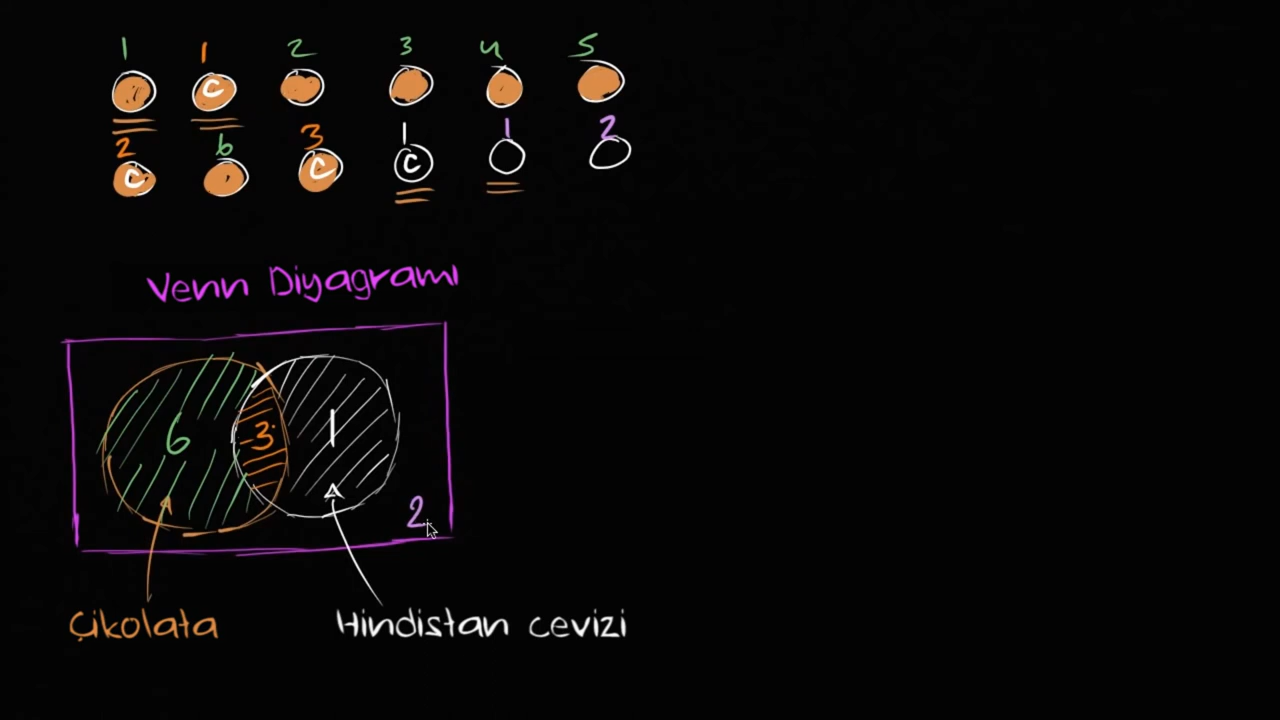 1 1 2 3 4 5
C
2 6 3 1 1 2
C C C
Venn Diyagramı
6 3 1
2
Çikolata Hindistan cevizi